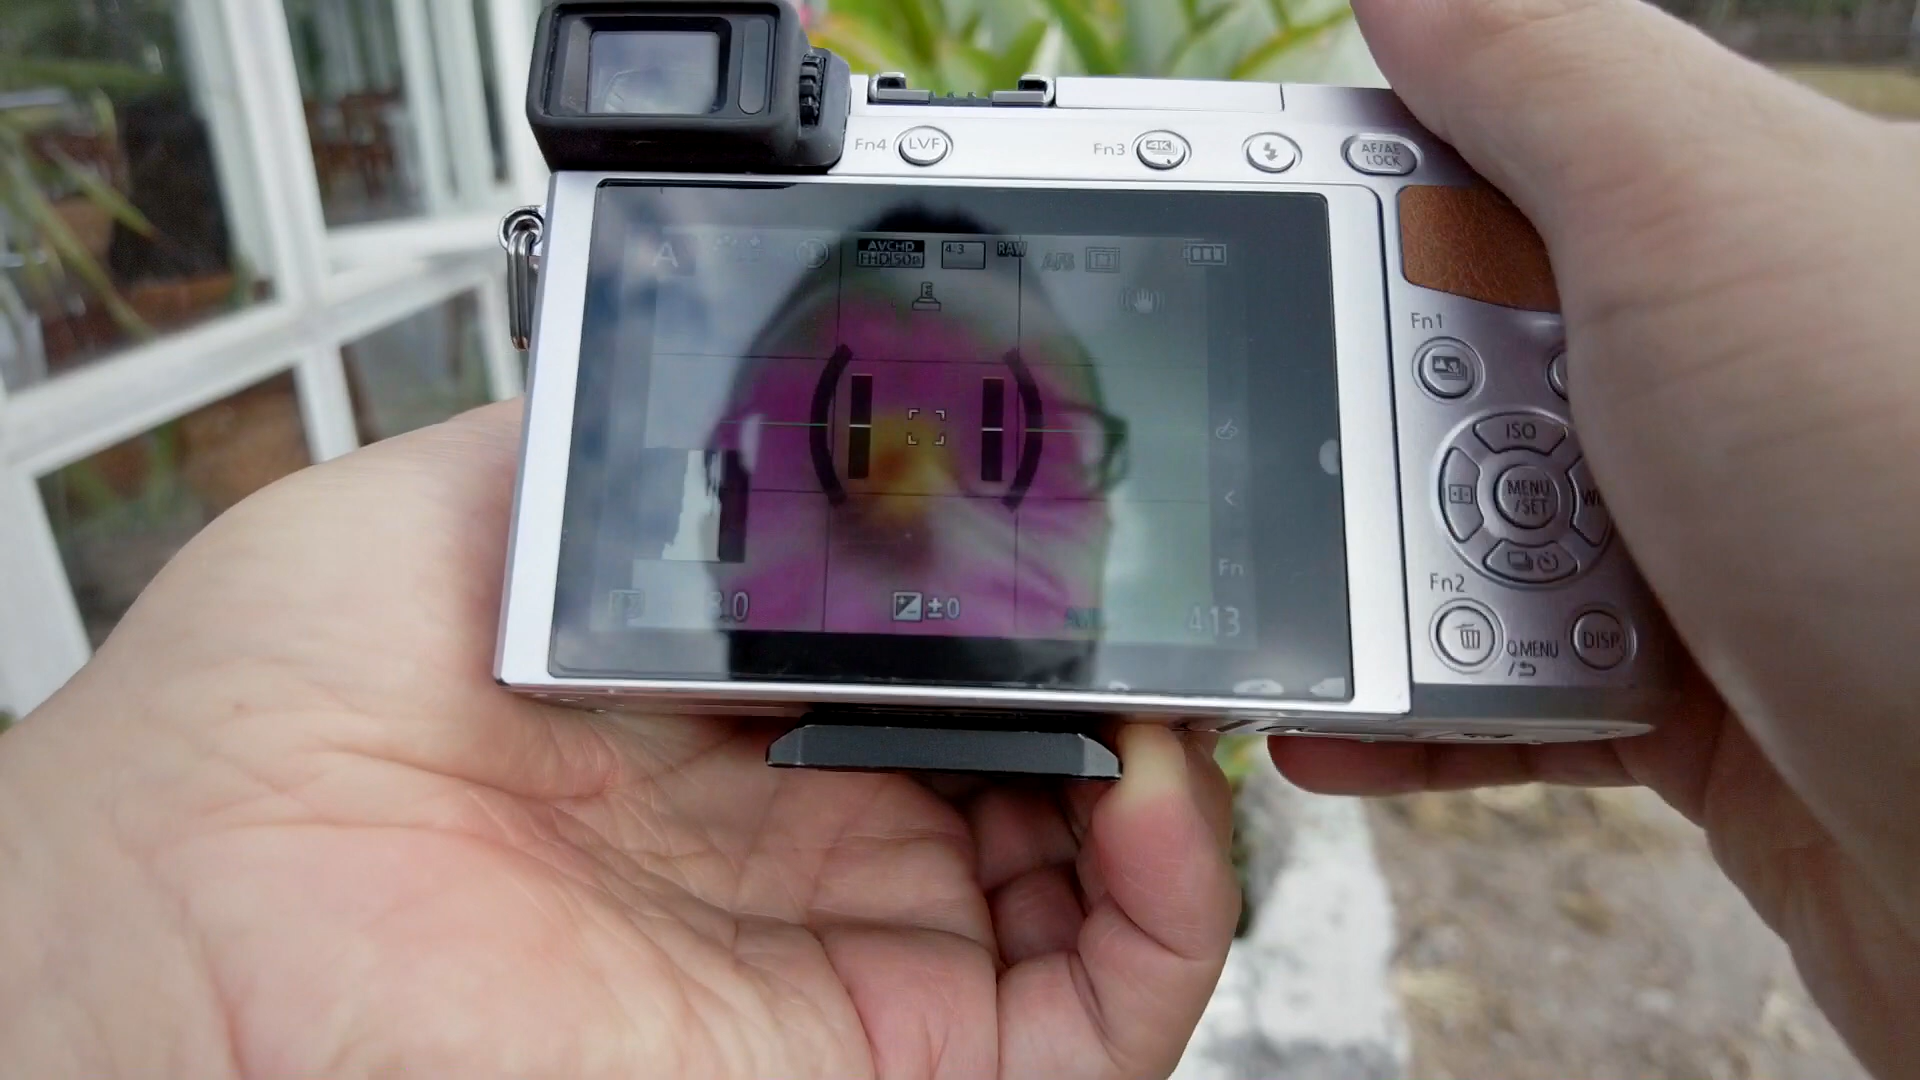 Fn4 LVF
Fn3 4K
AF/AE
LOCK
A
AVCHD
FHD 50p
4:3
RAW
AFS
E
Fn1
ISO
MENU
/SET
Fn
Fn2
±0
413
Q.MENU
DISP.